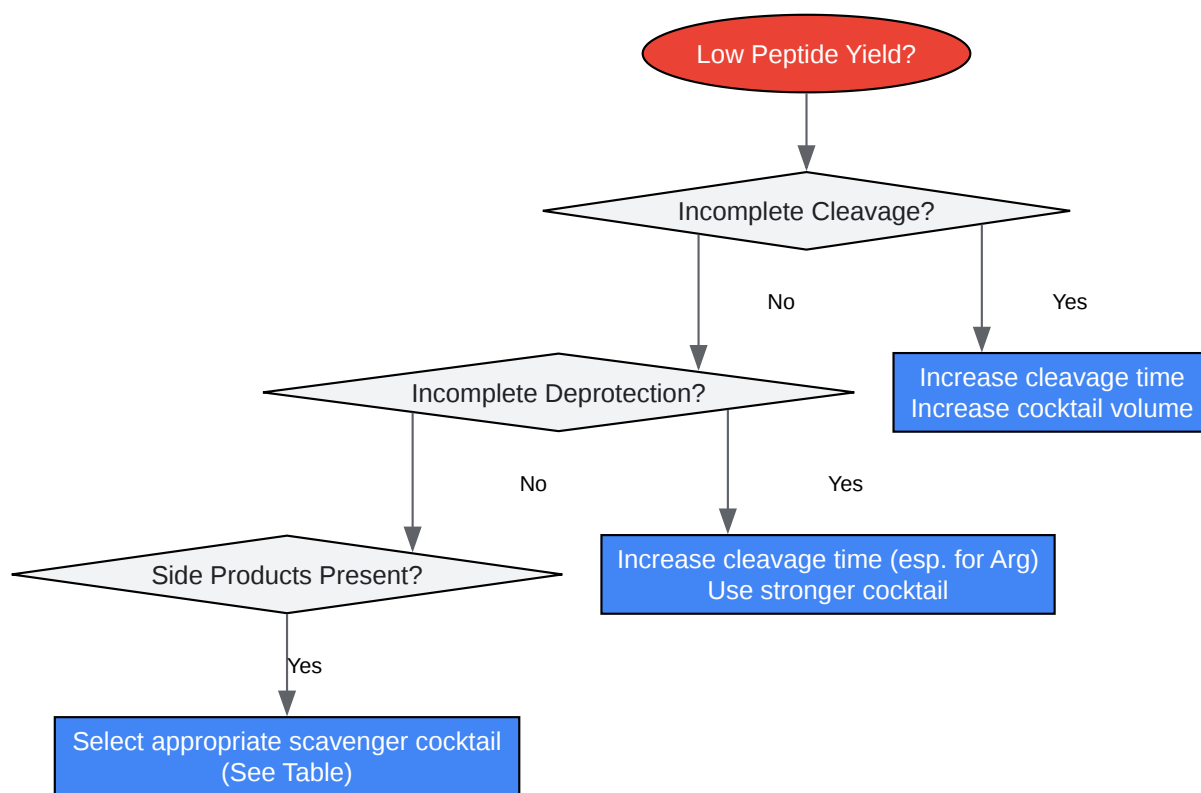 Low Peptide Yield?
Incomplete Cleavage?
No
Yes
Increase cleavage time
Increase cocktail volume
Incomplete Deprotection?
No
Yes
Increase cleavage time (esp. for Arg)
Use stronger cocktail
Side Products Present?
Yes
Select appropriate scavenger cocktail
(See Table)